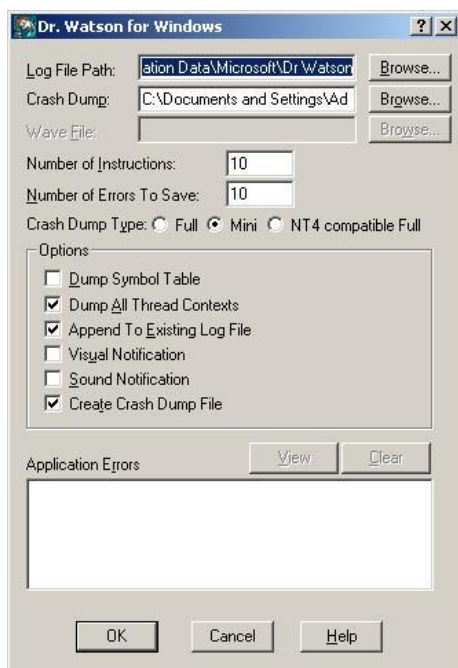 Dr. Watson for Windows
Log File Path: ation Data\Microsoft\Dr Watson Browse...
Crash Dump: C:\Documents and Settings\Ad Browse...
Wave File: Browse...
Number of Instructions: 10
Number of Errors To Save: 10
Crash Dump Type: Full Mini NT4 compatible Full
Options
Dump Symbol Table
Dump All Thread Contexts
Append To Existing Log File
Visual Notification
Sound Notification
Create Crash Dump File
Application Errors View Clear
OK Cancel Help